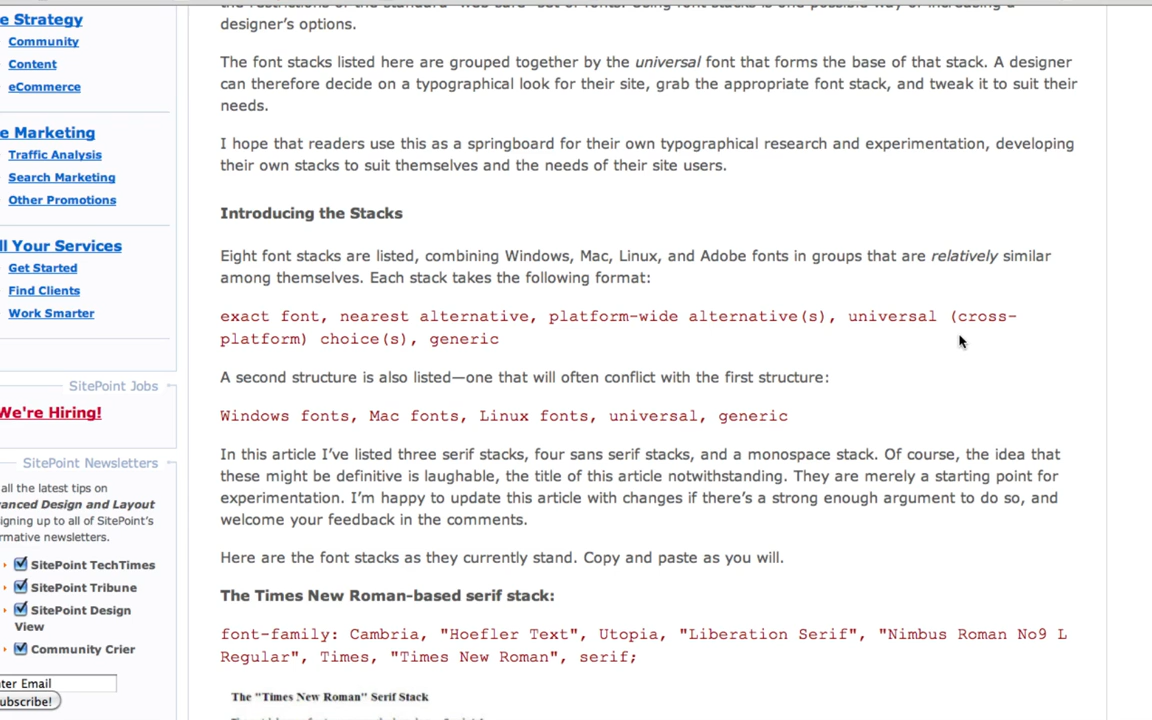 e Strategy
Community
Content
eCommerce
e Marketing
Traffic Analysis
Search Marketing
Other Promotions
ll Your Services
Get Started
Find Clients
Work Smarter
SitePoint Jobs
We're Hiring!
SitePoint Newsletters
all the latest tips on
vanced Design and Layout
igning up to all of SitePoint's
rmative newsletters.
SitePoint TechTimes
SitePoint Tribune
SitePoint Design
View
Community Crier
ter Email
ubscribe!
designer's options.
The font stacks listed here are grouped together by the universal font that forms the base of that stack. A designer
can therefore decide on a typographical look for their site, grab the appropriate font stack, and tweak it to suit their
needs.
I hope that readers use this as a springboard for their own typographical research and experimentation, developing
their own stacks to suit themselves and the needs of their site users.
Introducing the Stacks
Eight font stacks are listed, combining Windows, Mac, Linux, and Adobe fonts in groups that are relatively similar
among themselves. Each stack takes the following format:
exact font, nearest alternative, platform-wide alternative(s), universal (cross-
platform) choice(s), generic
A second structure is also listed—one that will often conflict with the first structure:
Windows fonts, Mac fonts, Linux fonts, universal, generic
In this article I've listed three serif stacks, four sans serif stacks, and a monospace stack. Of course, the idea that
these might be definitive is laughable, the title of this article notwithstanding. They are merely a starting point for
experimentation. I'm happy to update this article with changes if there's a strong enough argument to do so, and
welcome your feedback in the comments.
Here are the font stacks as they currently stand. Copy and paste as you will.
The Times New Roman-based serif stack:
font-family: Cambria, "Hoefler Text", Utopia, "Liberation Serif", "Nimbus Roman No9 L
Regular", Times, "Times New Roman", serif;
The "Times New Roman" Serif Stack